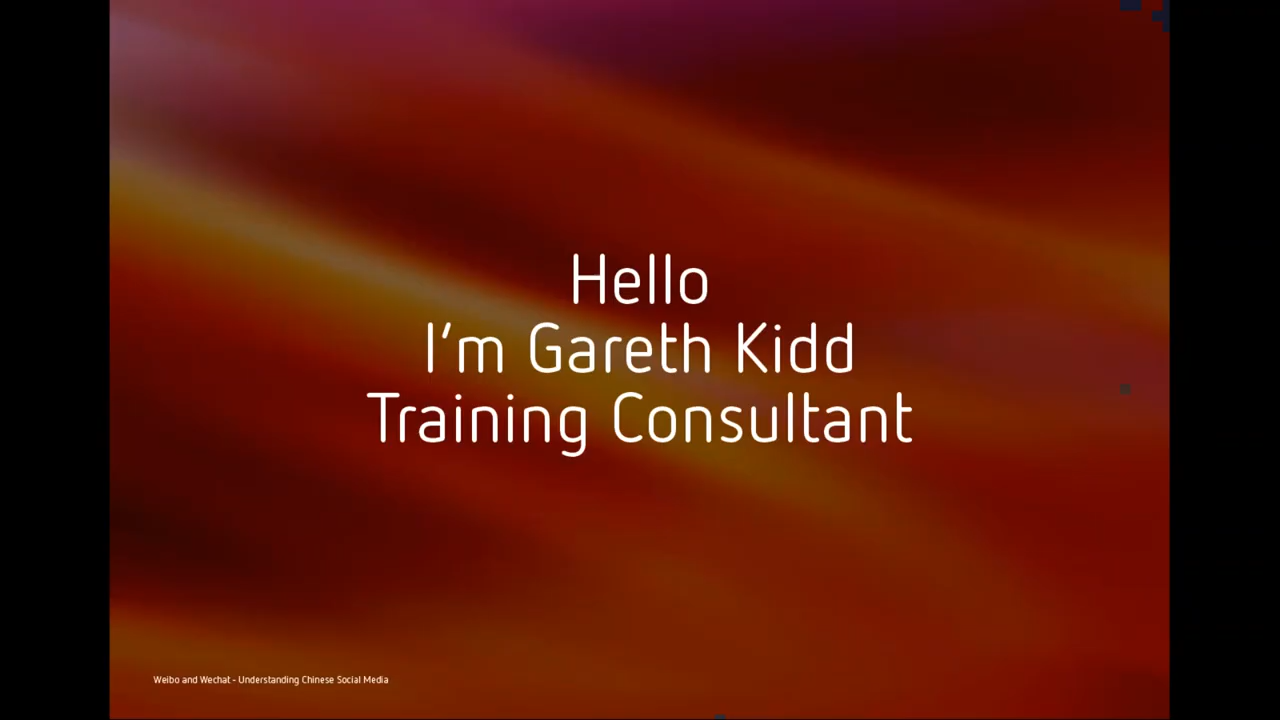 Hello
I'm Gareth Kidd
Training Consultant
Weibo and Wechat - Understanding Chinese Social Media